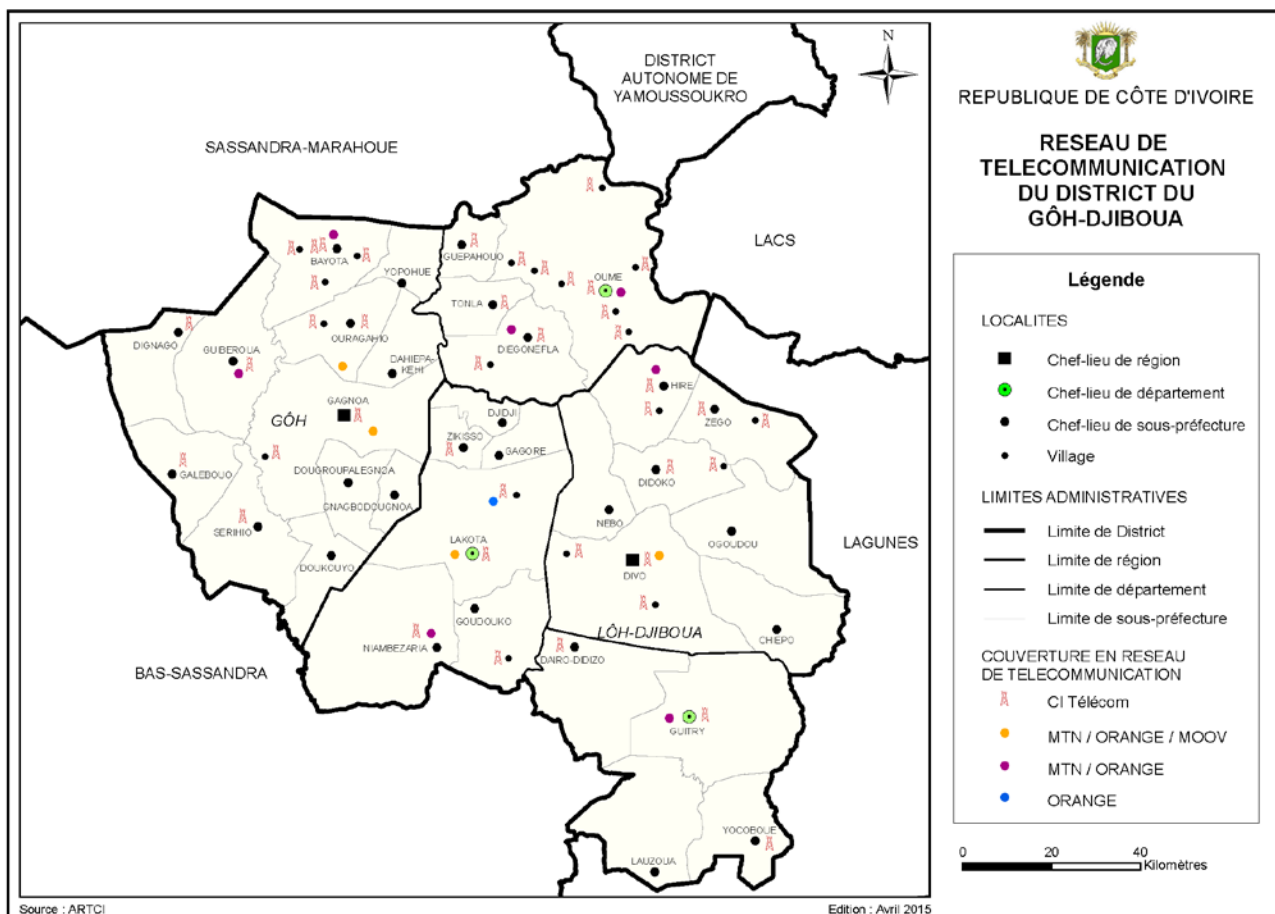 N
DISTRICT
AUTONOME DE
YAMOUSSOUKRO
SASSANDRA-MARAHOUE
LACS
GUEPAHOUO
BAYOTA
YOPOHUE
OUME
TONLA
DIGNAGO
OURAGAHIO
DIEGONEFLA
GUIBEROUA
DAHIEPA-
KEHI
HIRE
GAGNOA
ZEGO
DJIDJI
GÔH
ZIKISSO
GAGORE
GALEBOUO
DOUGROUPALEGNOA
DIDOKO
GNAGBODOUGNOA
NEBO
SERIHIO
OGOUDOU
LAKOTA
LAGUNES
DOUKOUYO
DIVO
GOUDOUKO
LÔH-DJIBOUA
CHIEPO
NIAMBEZARIA
DAIRO-DIDIZO
BAS-SASSANDRA
GUITRY
YOCOBOUE
LAUZOUA
Source : ARTCI
Edition : Avril 2015
REPUBLIQUE DE CÔTE D'IVOIRE
RESEAU DE
TELECOMMUNICATION
DU DISTRICT DU
GÔH-DJIBOUA
Légende
LOCALITES
Chef-lieu de région
Chef-lieu de département
Chef-lieu de sous-préfecture
Village
LIMITES ADMINISTRATIVES
Limite de District
Limite de région
Limite de département
Limite de sous-préfecture
COUVERTURE EN RESEAU
DE TELECOMMUNICATION
CI Télécom
MTN / ORANGE / MOOV
MTN / ORANGE
ORANGE
0 20 40
Kilomètres